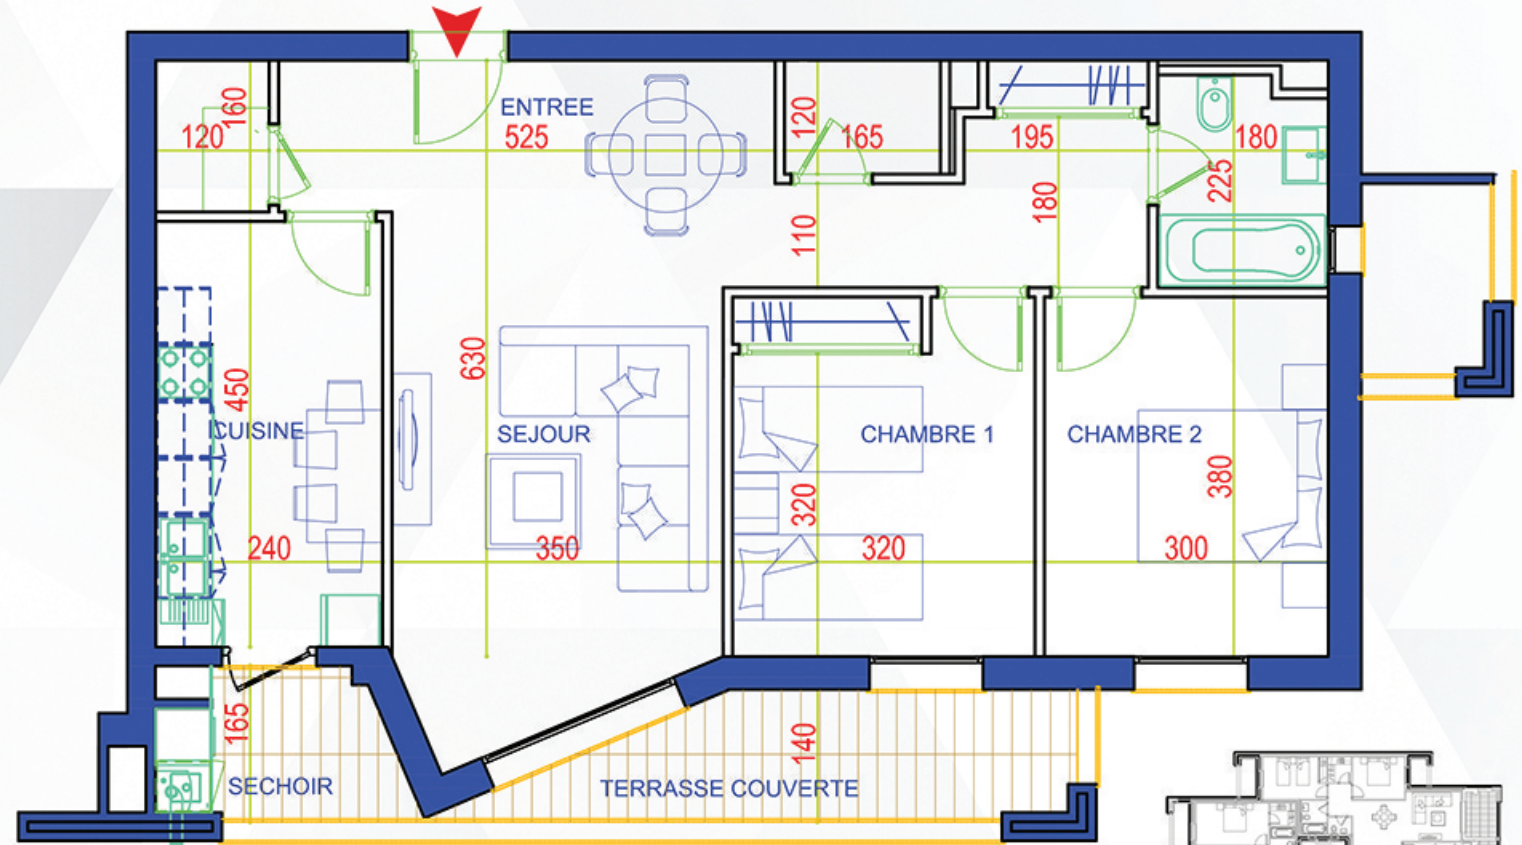 ENTREE
160
120
525
120
165
195
180
225
180
110
630
450
CUISINE
SEJOUR
CHAMBRE 1
CHAMBRE 2
380
320
240
350
320
300
165
140
SECHOIR
TERRASSE COUVERTE